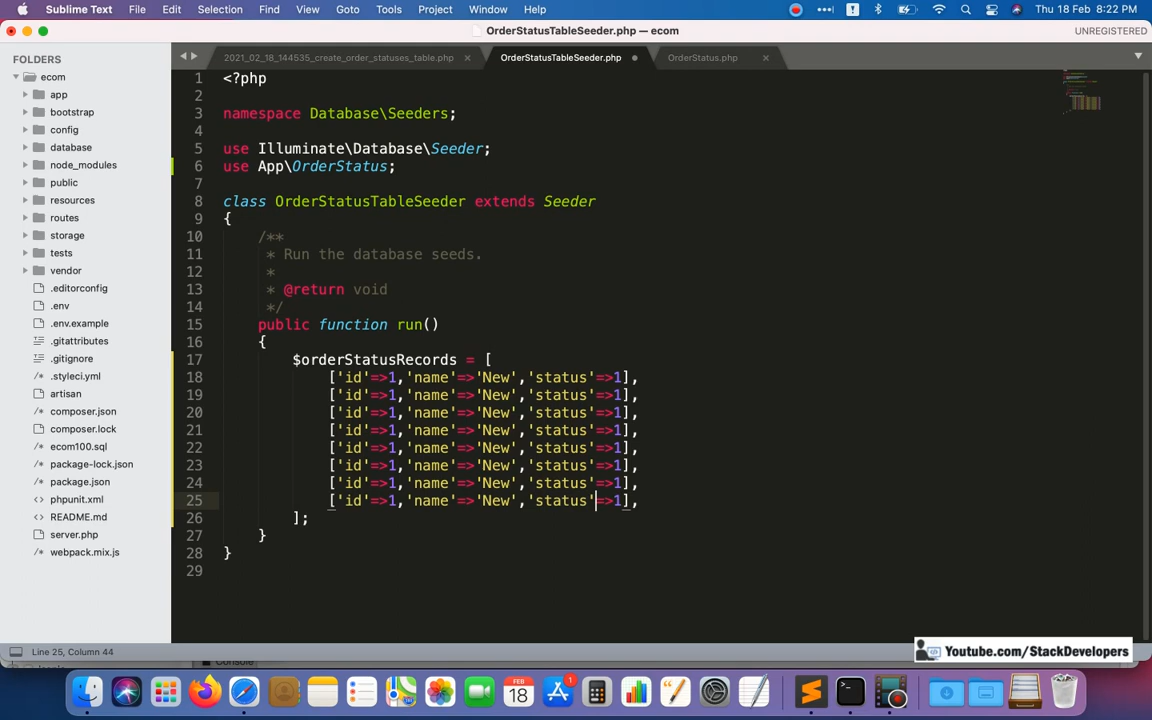 Sublime Text File Edit Selection Find View Goto Tools Project Window Help Thu 18 Feb 8:22 PM
OrderStatusTableSeeder.php — ecom UNREGISTERED
FOLDERS
2021_02_18_144535_create_order_statuses_table.php OrderStatusTableSeeder.php OrderStatus.php
ecom
app
bootstrap
config
database
node_modules
public
resources
routes
storage
tests
vendor
.editorconfig
.env
.env.example
.gitattributes
.gitignore
.styleci.yml
artisan
composer.json
composer.lock
ecom100.sql
package-lock.json
package.json
phpunit.xml
README.md
server.php
webpack.mix.js
1 <?php
2
3 namespace Database\Seeders;
4
5 use Illuminate\Database\Seeder;
6 use App\OrderStatus;
7
8 class OrderStatusTableSeeder extends Seeder
9 {
10 /**
11 * Run the database seeds.
12 *
13 * @return void
14 */
15 public function run()
16 {
17 $orderStatusRecords = [
18 ['id'=>1,'name'=>'New','status'=>1],
19 ['id'=>1,'name'=>'New','status'=>1],
20 ['id'=>1,'name'=>'New','status'=>1],
21 ['id'=>1,'name'=>'New','status'=>1],
22 ['id'=>1,'name'=>'New','status'=>1],
23 ['id'=>1,'name'=>'New','status'=>1],
24 ['id'=>1,'name'=>'New','status'=>1],
25 ['id'=>1,'name'=>'New','status'=>1],
26 ];
27 }
28 }
29
Line 25, Column 44
Youtube.com/StackDevelopers
Console
FEB
18
1